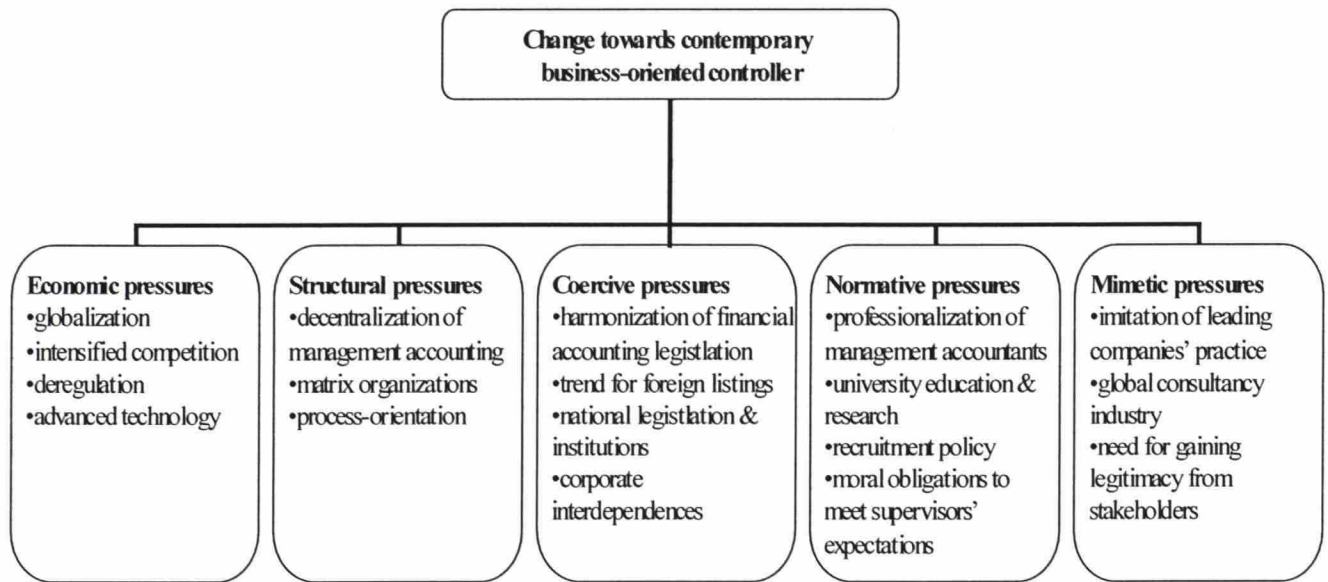 Change towards contemporary
business-oriented controller
Economic pressures
•globalization
•intensified competition
•deregulation
•advanced technology
Structural pressures
•decentralization of
management accounting
•matrix organizations
•process-orientation
Coercive pressures
•harmonization of financial
accounting legistlation
•trend for foreign listings
•national legistlation &
institutions
•corporate
interdependences
Normative pressures
•professionalization of
management accountants
•university education &
research
•recruitment policy
•moral obligations to
meet supervisors’
expectations
Mimetic pressures
•imitation of leading
companies’ practice
•global consultancy
industry
•need for gaining
legitimacy from
stakeholders